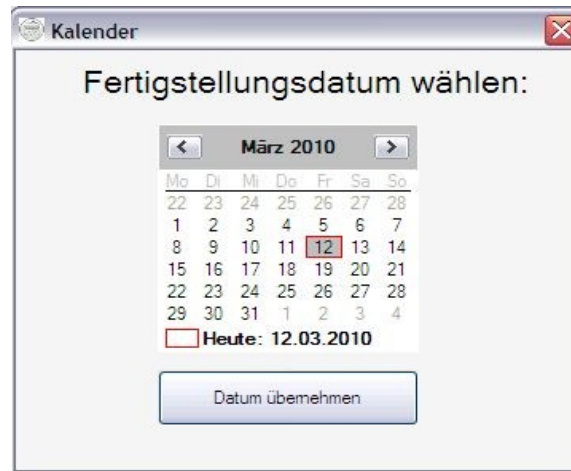 Kalender
Fertigstellungsdatum wählen:
März 2010
Mo Di Mi Do Fr Sa So
22 23 24 25 26 27 28
1 2 3 4 5 6 7
8 9 10 11 12 13 14
15 16 17 18 19 20 21
22 23 24 25 26 27 28
29 30 31 1 2 3 4
Heute: 12.03.2010
Datum übernehmen